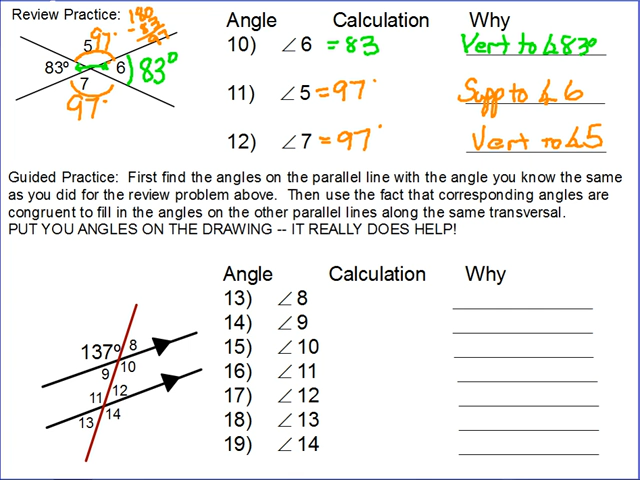 Review Practice:
180
- 83
97
5 97°
83° 6 83°
7
97°
Angle Calculation Why
10) ∠6 = 83 Vert to ∡83°
11) ∠5 = 97° Supp to ∡6
12) ∠7 = 97° Vert to ∡5
Guided Practice: First find the angles on the parallel line with the angle you know the same
as you did for the review problem above. Then use the fact that corresponding angles are
congruent to fill in the angles on the other parallel lines along the same transversal.
PUT YOU ANGLES ON THE DRAWING -- IT REALLY DOES HELP!
Angle Calculation Why
13) ∠8
14) ∠9
15) ∠10
16) ∠11
17) ∠12
18) ∠13
19) ∠14
137° 8
9 10
11 12
13 14